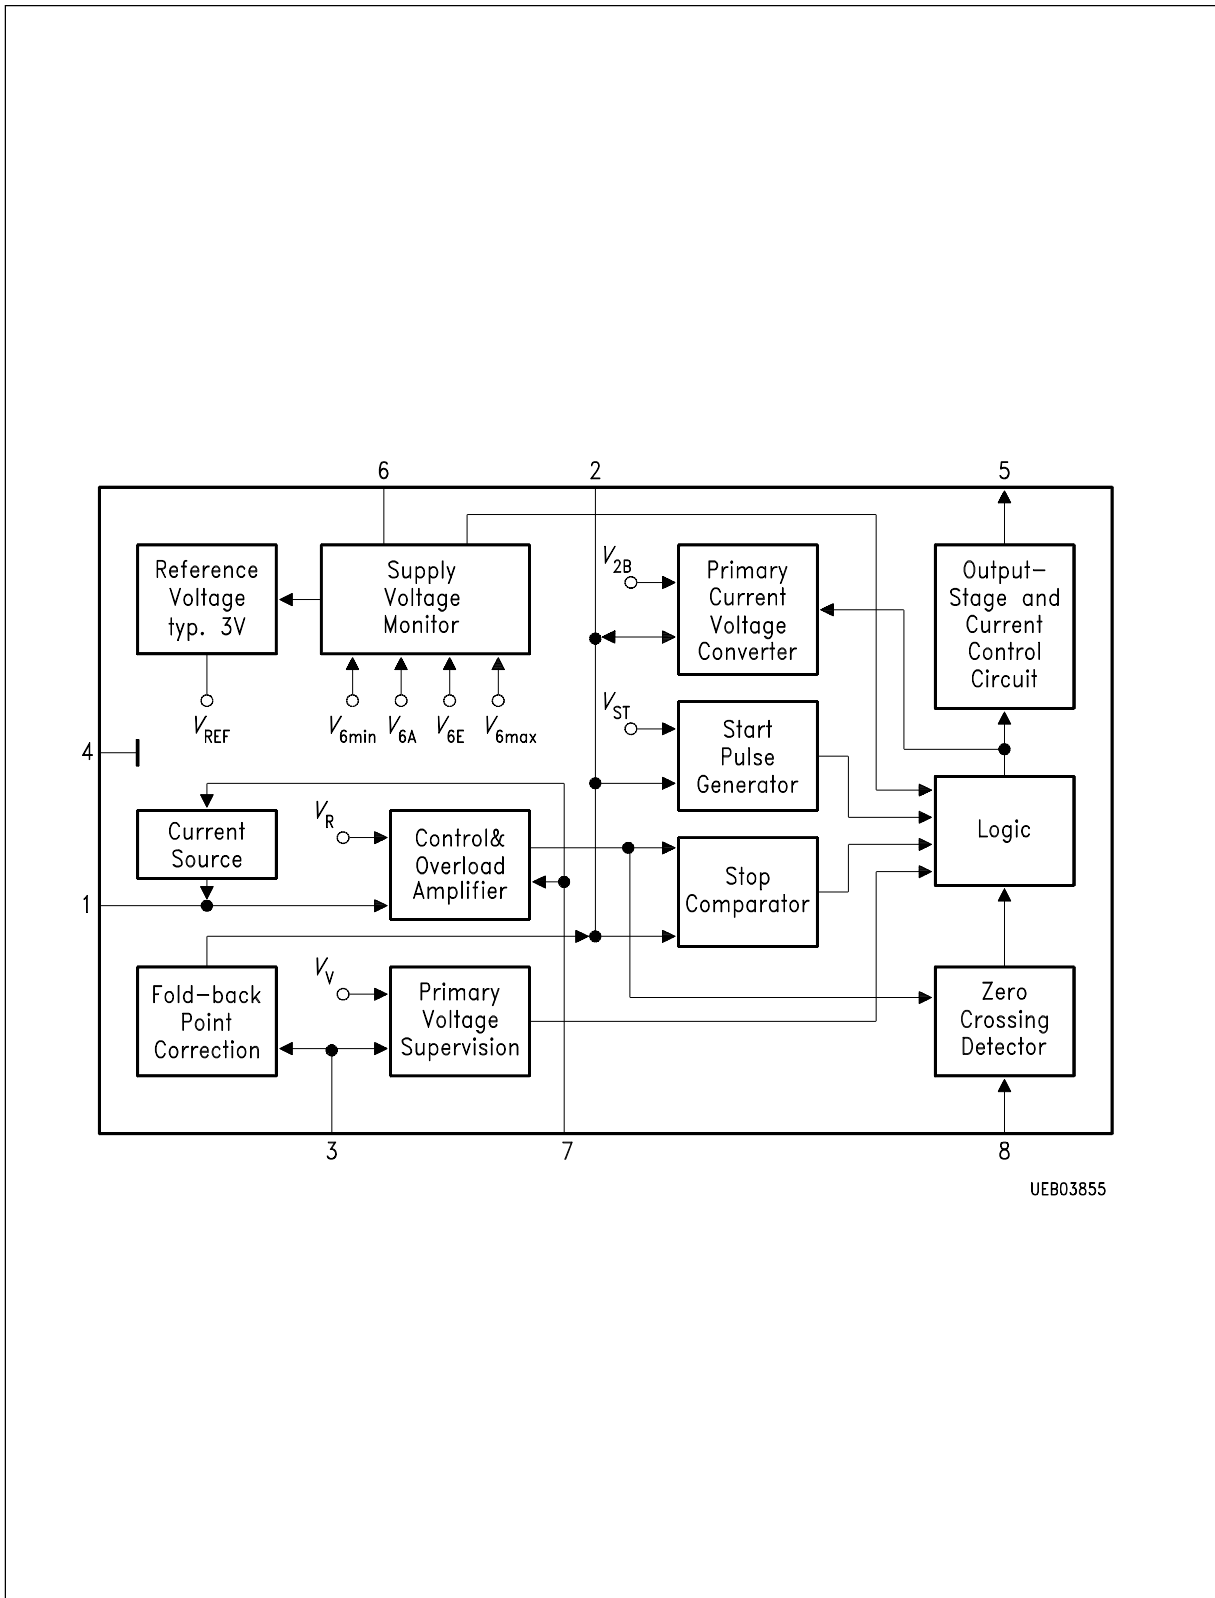 6
2
5
Reference
Voltage
typ. 3V
Supply
Voltage
Monitor
V2B
Primary
Current
Voltage
Converter
Output-
Stage and
Current
Control
Circuit
VREF
V6min
V6A
V6E
V6max
VST
Start
Pulse
Generator
4
Current
Source
VR
Control&
Overload
Amplifier
Logic
Stop
Comparator
1
Fold-back
Point
Correction
VV
Primary
Voltage
Supervision
Zero
Crossing
Detector
3
7
8
UEB03855